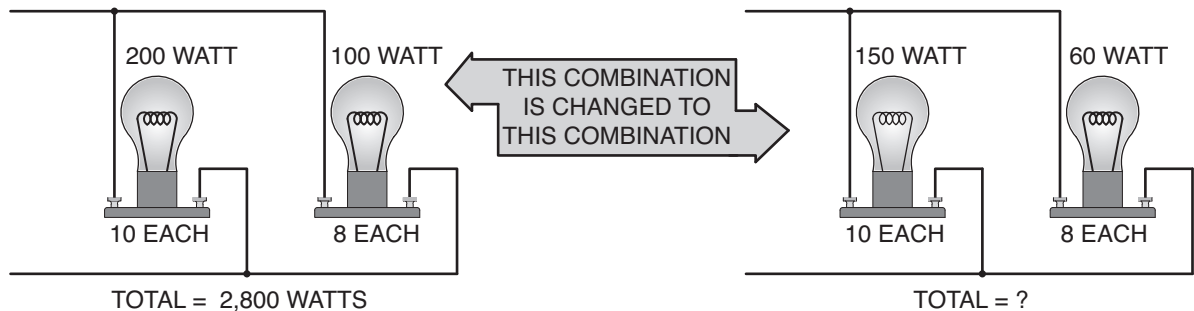 200 WATT
100 WATT
10 EACH
8 EACH
TOTAL = 2,800 WATTS
THIS COMBINATION
IS CHANGED TO
THIS COMBINATION
150 WATT
60 WATT
10 EACH
8 EACH
TOTAL = ?